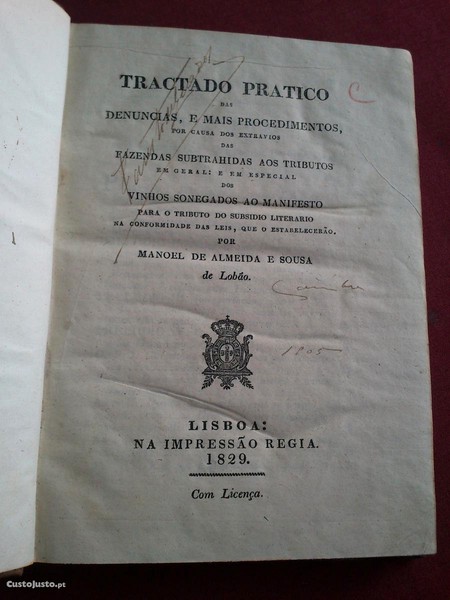 TRACTADO PRATICO
DAS
DENUNCIAS, E MAIS PROCEDIMENTOS,
POR CAUSA DOS EXTRAVIOS
DAS
FAZENDAS SUBTRAHIDAS AOS TRIBUTOS
EM GERAL: E EM ESPECIAL
DOS
VINHOS SONEGADOS AO MANIFESTO
PARA O TRIBUTO DO SUBSIDIO LITERARIO
NA CONFORMIDADE DAS LEIS, QUE O ESTABELECERÃO,
POR
MANOEL DE ALMEIDA E SOUSA
de Lobão.
C
Coimbra
1805
LISBOA:
NA IMPRESSÃO REGIA.
1829.
Com Licença.
CustoJusto.pt